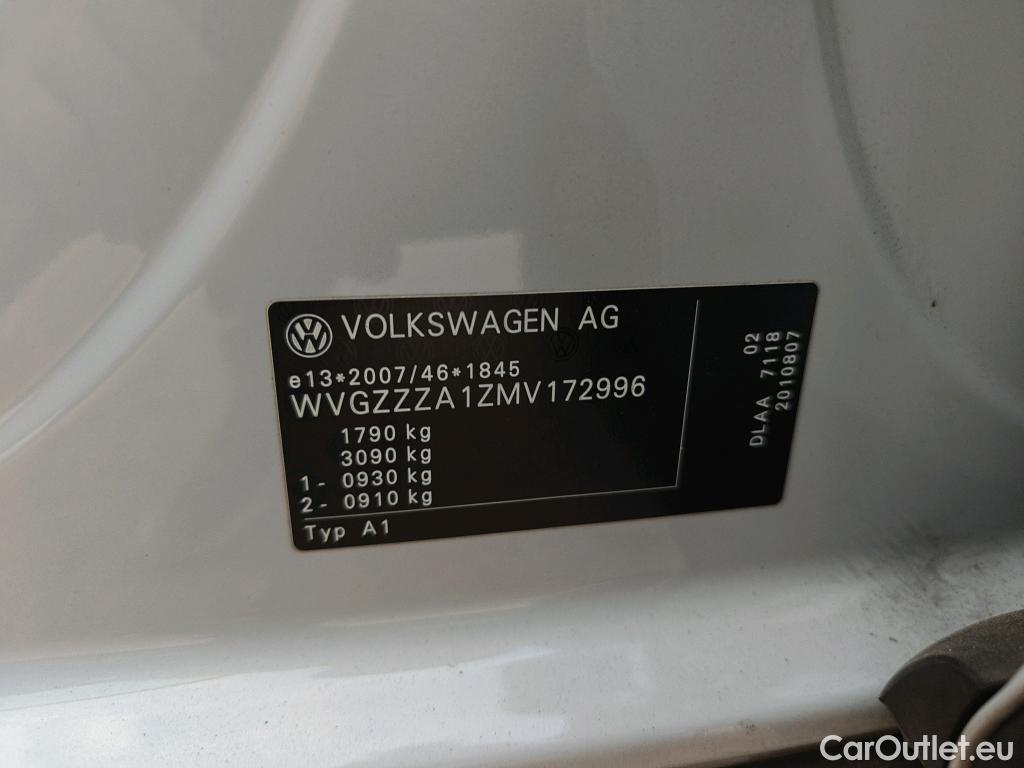 VOLKSWAGEN AG
e13*2007/46*1845
WVGZZZA1ZMV172996
1790 kg
3090 kg
1 - 0930 kg
2 - 0910 kg
Typ A1
02
DLAA 7118
2010807
CarOutlet.eu